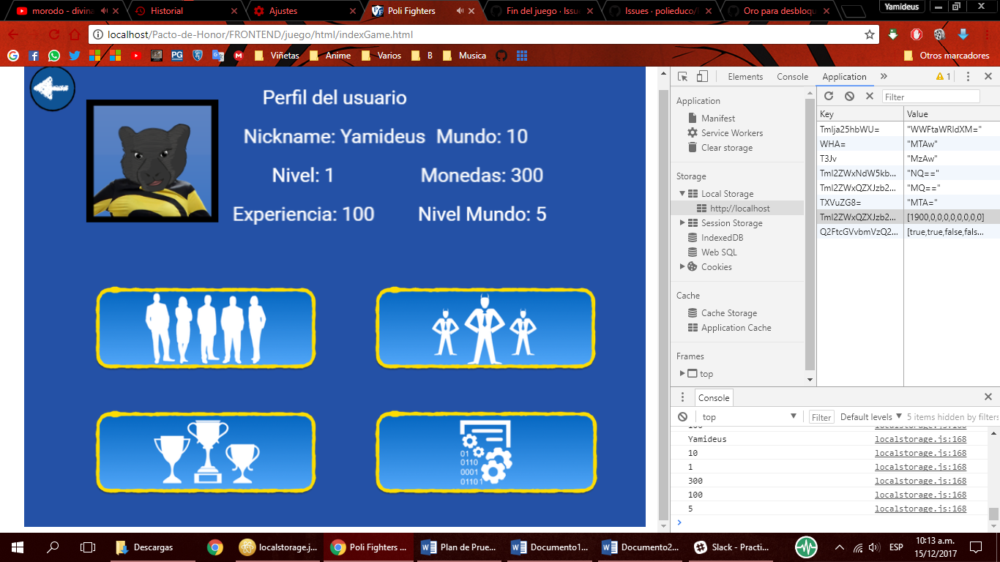 morodo - divina
Historial
Ajustes
Poli Fighters
Fin del juego · Issu
Issues · polieduco/
Oro para desbloqu
Yamideus
localhost/Pacto-de-Honor/FRONTEND/juego/html/indexGame.html
Viñetas
Anime
Varios
B
Musica
Otros marcadores
Perfil del usuario
Nickname: Yamideus Mundo: 10
Nivel: 1 Monedas: 300
Experiencia: 100 Nivel Mundo: 5
01
0110
0001
01101
Elements Console Application » 1
Application
Manifest
Service Workers
Clear storage
Storage
Local Storage
http://localhost
Session Storage
IndexedDB
Web SQL
Cookies
Cache
Cache Storage
Application Cache
Frames
top
Filter
Key Value
"WWFtaWRldXM="
WHA= "MTAw"
T3Jv "MzAw"
Tml2ZWxNdW5kb... "NQ=="
Tml2ZWxQZXJzb2... "MQ=="
TXVuZG8= "MTA="
Tml2ZWxQZXJzb2... [1900,0,0,0,0,0,0,0,0]
Q2FtcGVvbmVzQ2... [true,true,false,fals...
Console
top Filter Default levels 5 items hidden by filters
localstorage.js:168
Yamideus localstorage.js:168
10 localstorage.js:168
1 localstorage.js:168
300 localstorage.js:168
100 localstorage.js:168
5 localstorage.js:168
Descargas
localstorage.j...
Poli Fighters ...
Plan de Prue...
Documento1...
Documento2...
Slack - Practi...
ESP
10:13 a.m.
15/12/2017